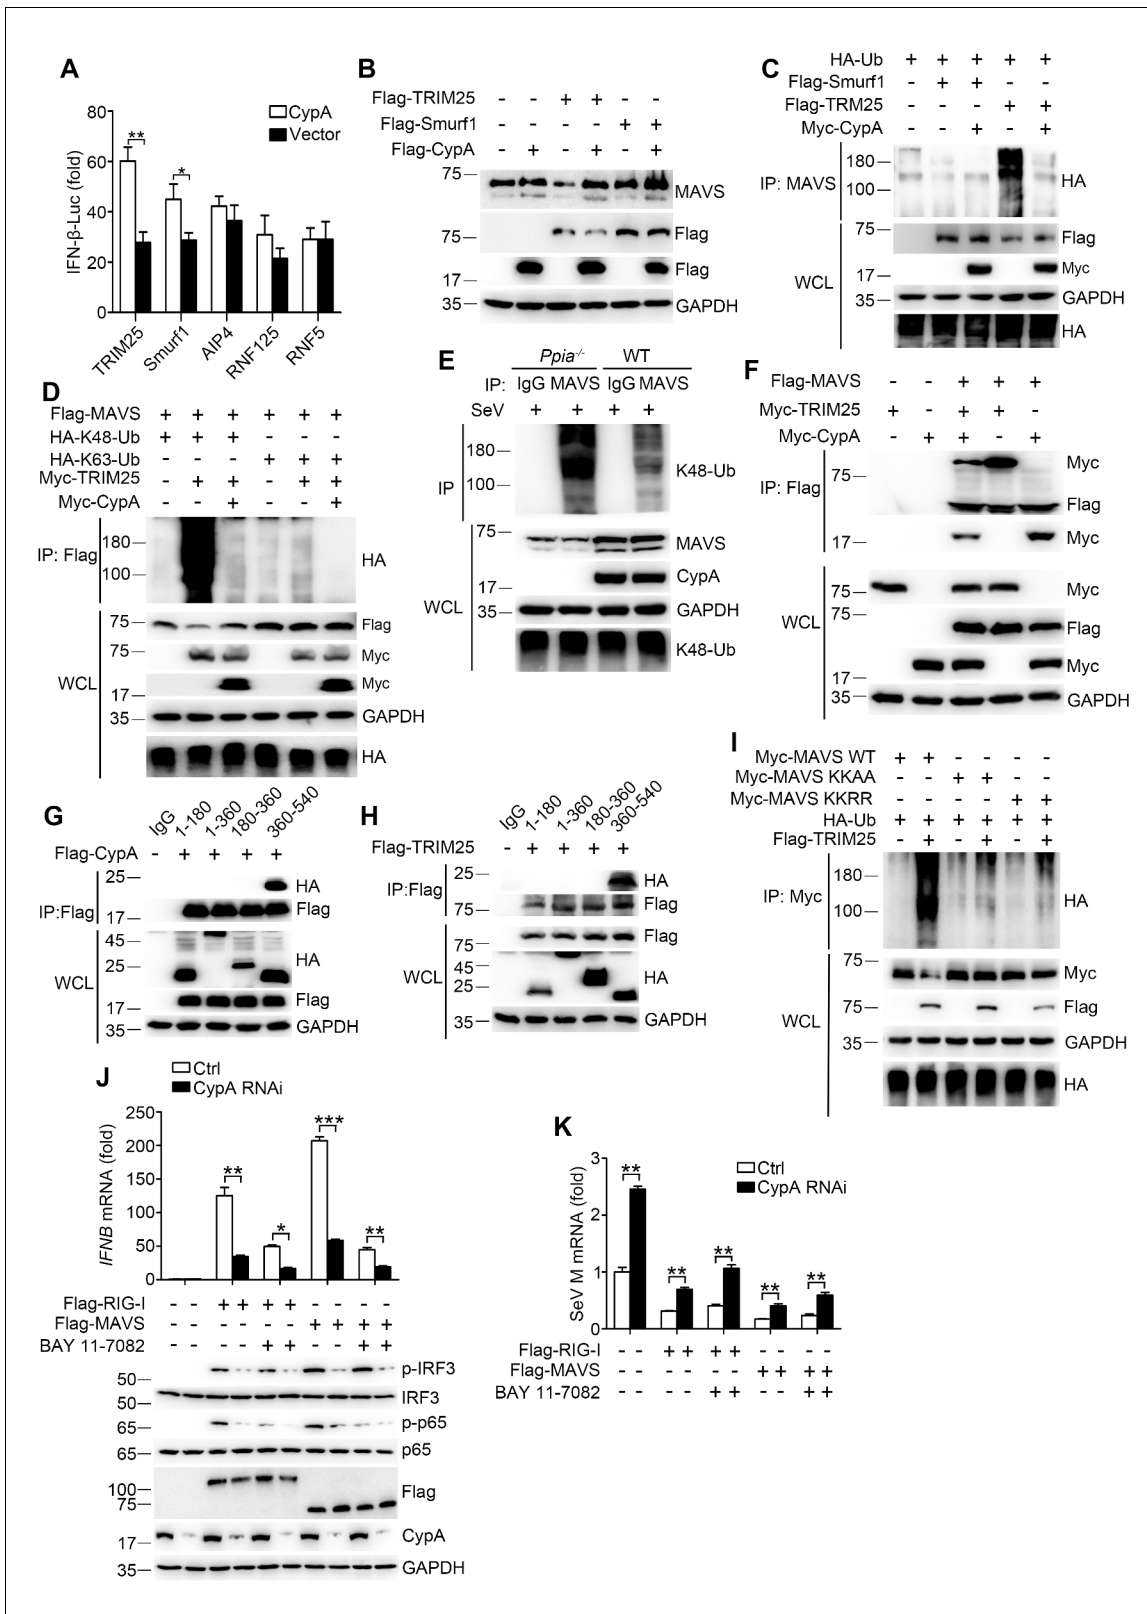 A
CypA
Vector
**
*
IFN-β-Luc (fold)
80
60
40
20
0
TRIM25
Smurf1
AIP4
RNF125
RNF5
B
Flag-TRIM25 - - + + - -
Flag-Smurf1 - - - - + +
Flag-CypA - + - + - +
75
MAVS
75
Flag
17
Flag
35
GAPDH
C
HA-Ub + + + + +
Flag-Smurf1 - + + - -
Flag-TRM25 - - - + +
Myc-CypA - - + - +
IP: MAVS
180
100
HA
WCL
75
Flag
17
Myc
35
GAPDH
HA
D
Flag-MAVS + + + + + +
HA-K48-Ub + + + - - -
HA-K63-Ub - - - + + +
Myc-TRIM25 - + + - + +
Myc-CypA - - + - - +
IP: Flag
180
100
HA
WCL
75
Flag
75
Myc
17
Myc
35
GAPDH
HA
E
Ppia-/- WT
IP: IgG MAVS IgG MAVS
SeV + + + +
IP
180
100
K48-Ub
WCL
75
MAVS
17
CypA
35
GAPDH
K48-Ub
F
Flag-MAVS - - + + +
Myc-TRIM25 + - + + -
Myc-CypA - + + - +
IP: Flag
75
Myc
Flag
17
Myc
WCL
75
Myc
75
Flag
17
Myc
35
GAPDH
G
IgG 1-180 1-360 180-360 360-540
Flag-CypA - + + + +
IP:Flag
25
HA
17
Flag
WCL
45
25
HA
17
Flag
35
GAPDH
H
IgG 1-180 1-360 180-360 360-540
Flag-TRIM25 - + + + +
IP:Flag
25
HA
75
Flag
WCL
75
Flag
45
25
HA
35
GAPDH
I
Myc-MAVS WT + + - - - -
Myc-MAVS KKAA - - + + - -
Myc-MAVS KKRR - - - - + +
HA-Ub + + + + + +
Flag-TRIM25 - + - + - +
IP: Myc
180
100
HA
WCL
75
Myc
75
Flag
35
GAPDH
HA
J
Ctrl
CypA RNAi
IFNB mRNA (fold)
250
200
150
100
50
0
**
*
***
**
Flag-RIG-I - - + + + + - - - -
Flag-MAVS - - - - - - + + + +
BAY 11-7082 - - - - + + - - + +
50
p-IRF3
50
IRF3
65
p-p65
65
p65
100
75
Flag
17
CypA
35
GAPDH
K
Ctrl
CypA RNAi
SeV M mRNA (fold)
3
2
1
0
**
**
**
**
**
Flag-RIG-I - - + + + + - - - -
Flag-MAVS - - - - - - + + + +
BAY 11-7082 - - - - + + - - + +